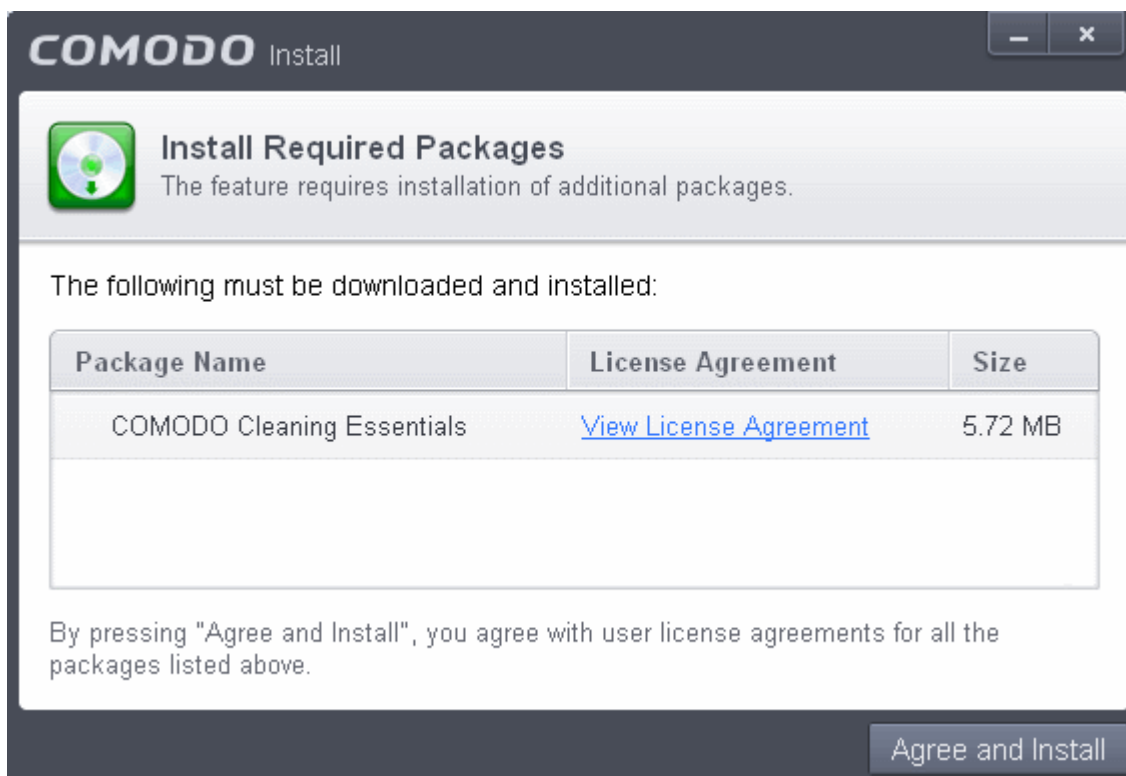 COMODO Install
Install Required Packages
The feature requires installation of additional packages.
The following must be downloaded and installed:
Package Name License Agreement Size
COMODO Cleaning Essentials View License Agreement 5.72 MB
By pressing "Agree and Install", you agree with user license agreements for all the
packages listed above.
Agree and Install